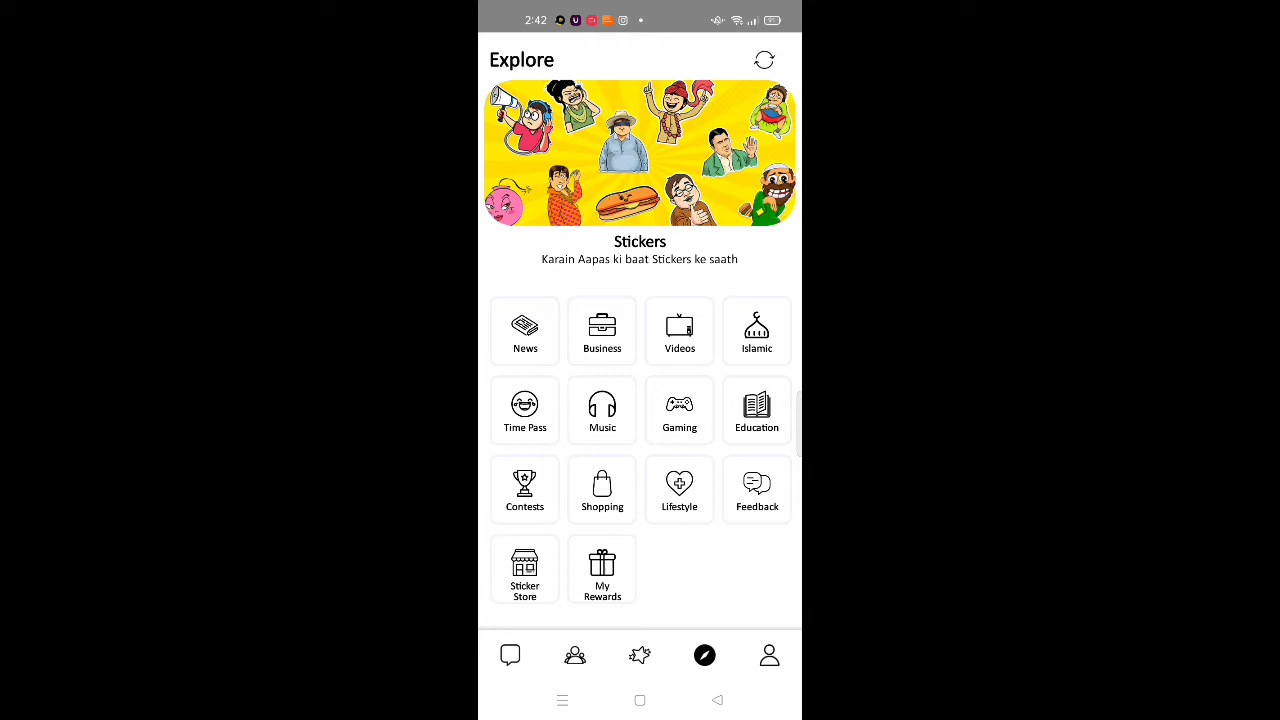 2:42
Explore
Stickers
Karain Aapas ki baat Stickers ke saath
News
Business
Videos
Islamic
Time Pass
Music
Gaming
Education
Contests
Shopping
Lifestyle
Feedback
Sticker
Store
My
Rewards